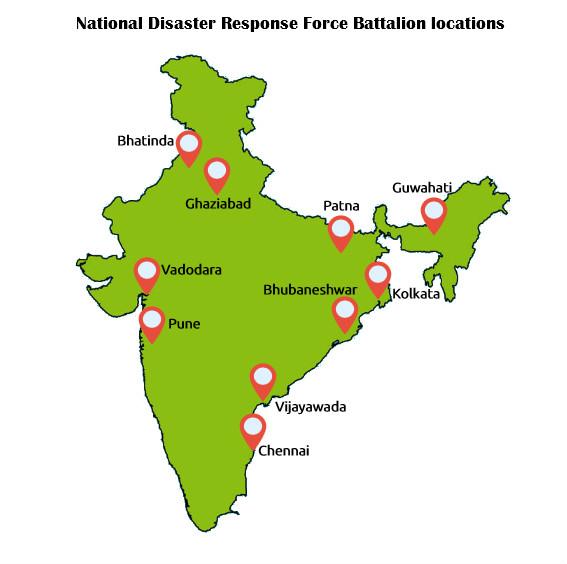 National Disaster Response Force Battalion locations
Bhatinda
Ghaziabad
Guwahati
Patna
Vadodara
Bhubaneshwar
Kolkata
Pune
Vijayawada
Chennai